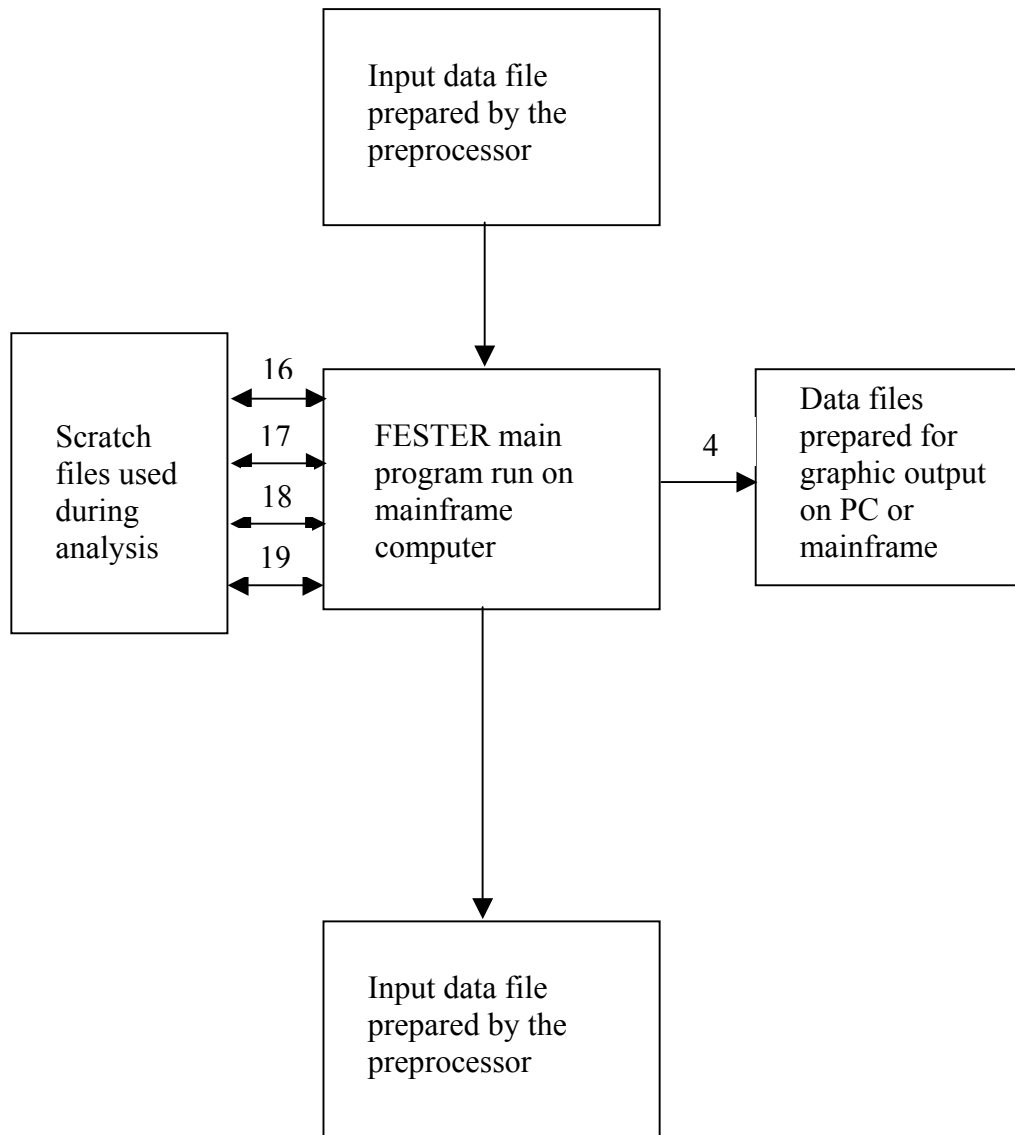 Input data file
prepared by the
preprocessor
Scratch
files used
during
analysis
16
17
18
19
FESTER main
program run on
mainframe
computer
4
Data files
prepared for
graphic output
on PC or
mainframe
Input data file
prepared by the
preprocessor